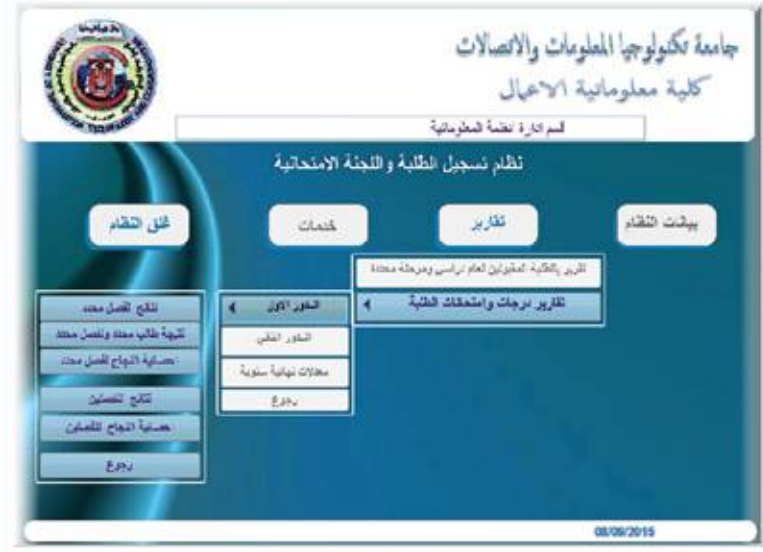 جامعة تكنولوجيا المعلومات والاتصالات
كلية معلوماتية الاعمال
قسم ادارة انظمة المعلوماتية
نظام تسجيل الطلبة و اللجنة الامتحانية
بيانات النظام
تقارير
خدمات
غلق النظام
تقرير بالطلبة المقبولين لعام دراسي ومرحلة محددة
تقارير درجات وامتحانات الطلبة
الدور الاول
الدور الثاني
معدلات نهائية سنوية
رجوع
نتائج لفصل محدد
نتيجة طالب محدد ولفصل محدد
حصائية النجاح لفصل محدد
نتائج للفصلين
حصائية النجاح للفصلين
رجوع
08/09/2015